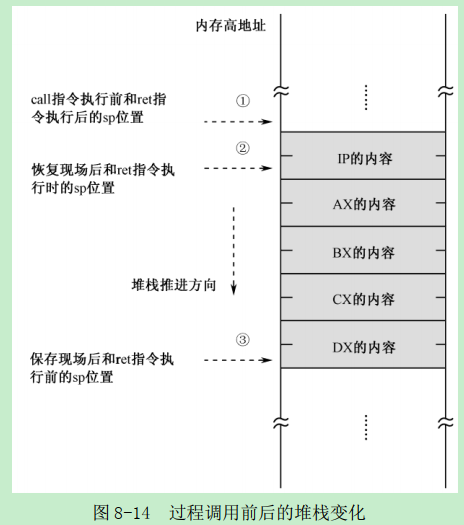 内存高地址
call指令执行前和ret指
令执行后的sp位置
①
恢复现场后和ret指令执
行时的sp位置
②
IP的内容
AX的内容
BX的内容
堆栈推进方向
CX的内容
DX的内容
保存现场后和ret指令执
行前的sp位置
③
图8-14 过程调用前后的堆栈变化